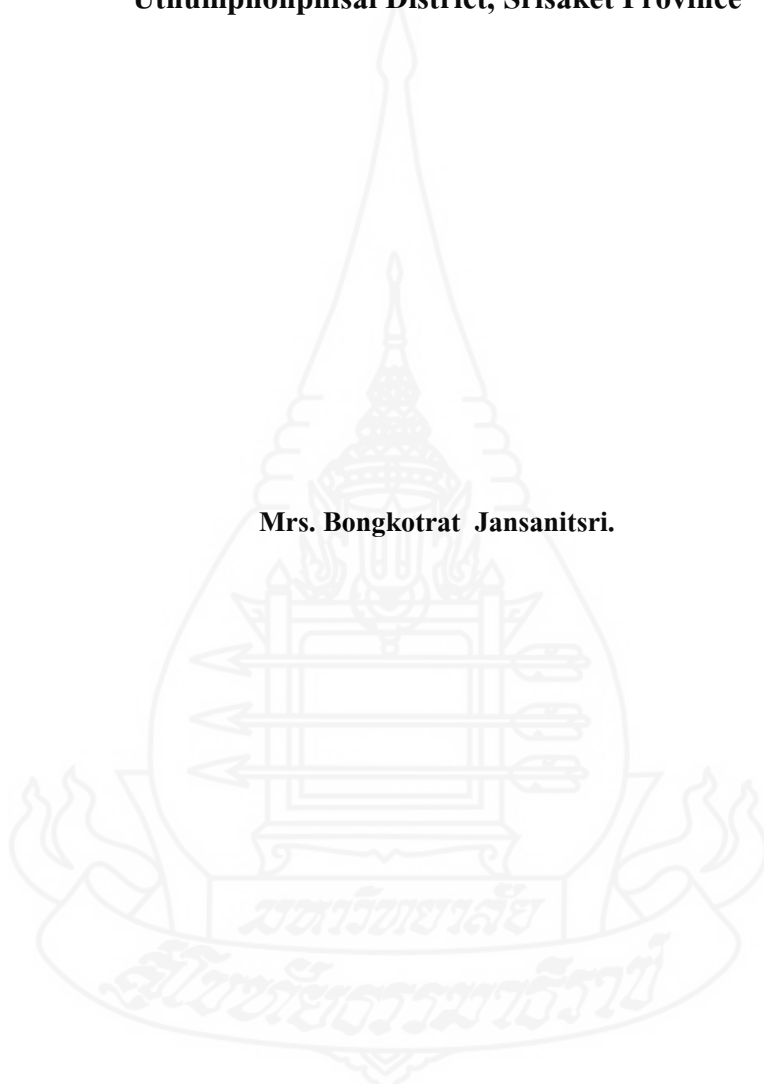 Uthumphonphisai District, Srisaket Province
Mrs. Bongkotrat Jansanitsri.
มหาวิทยาลัย
สุโขทัยธรรมาธิราช